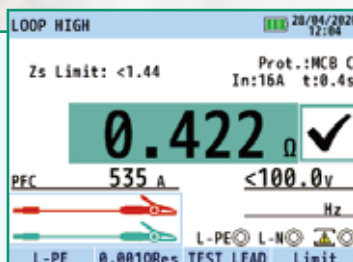 LOOP HIGH 28/04/2020
12:04
Zs Limit: <1.44 Prot.:MCB C
In:16A t:0.4s
0.422 Ω
PFC 535 A <100.0v
Hz
L-PE L-N
L-PE 0.001ΩRes TEST LEAD Limit